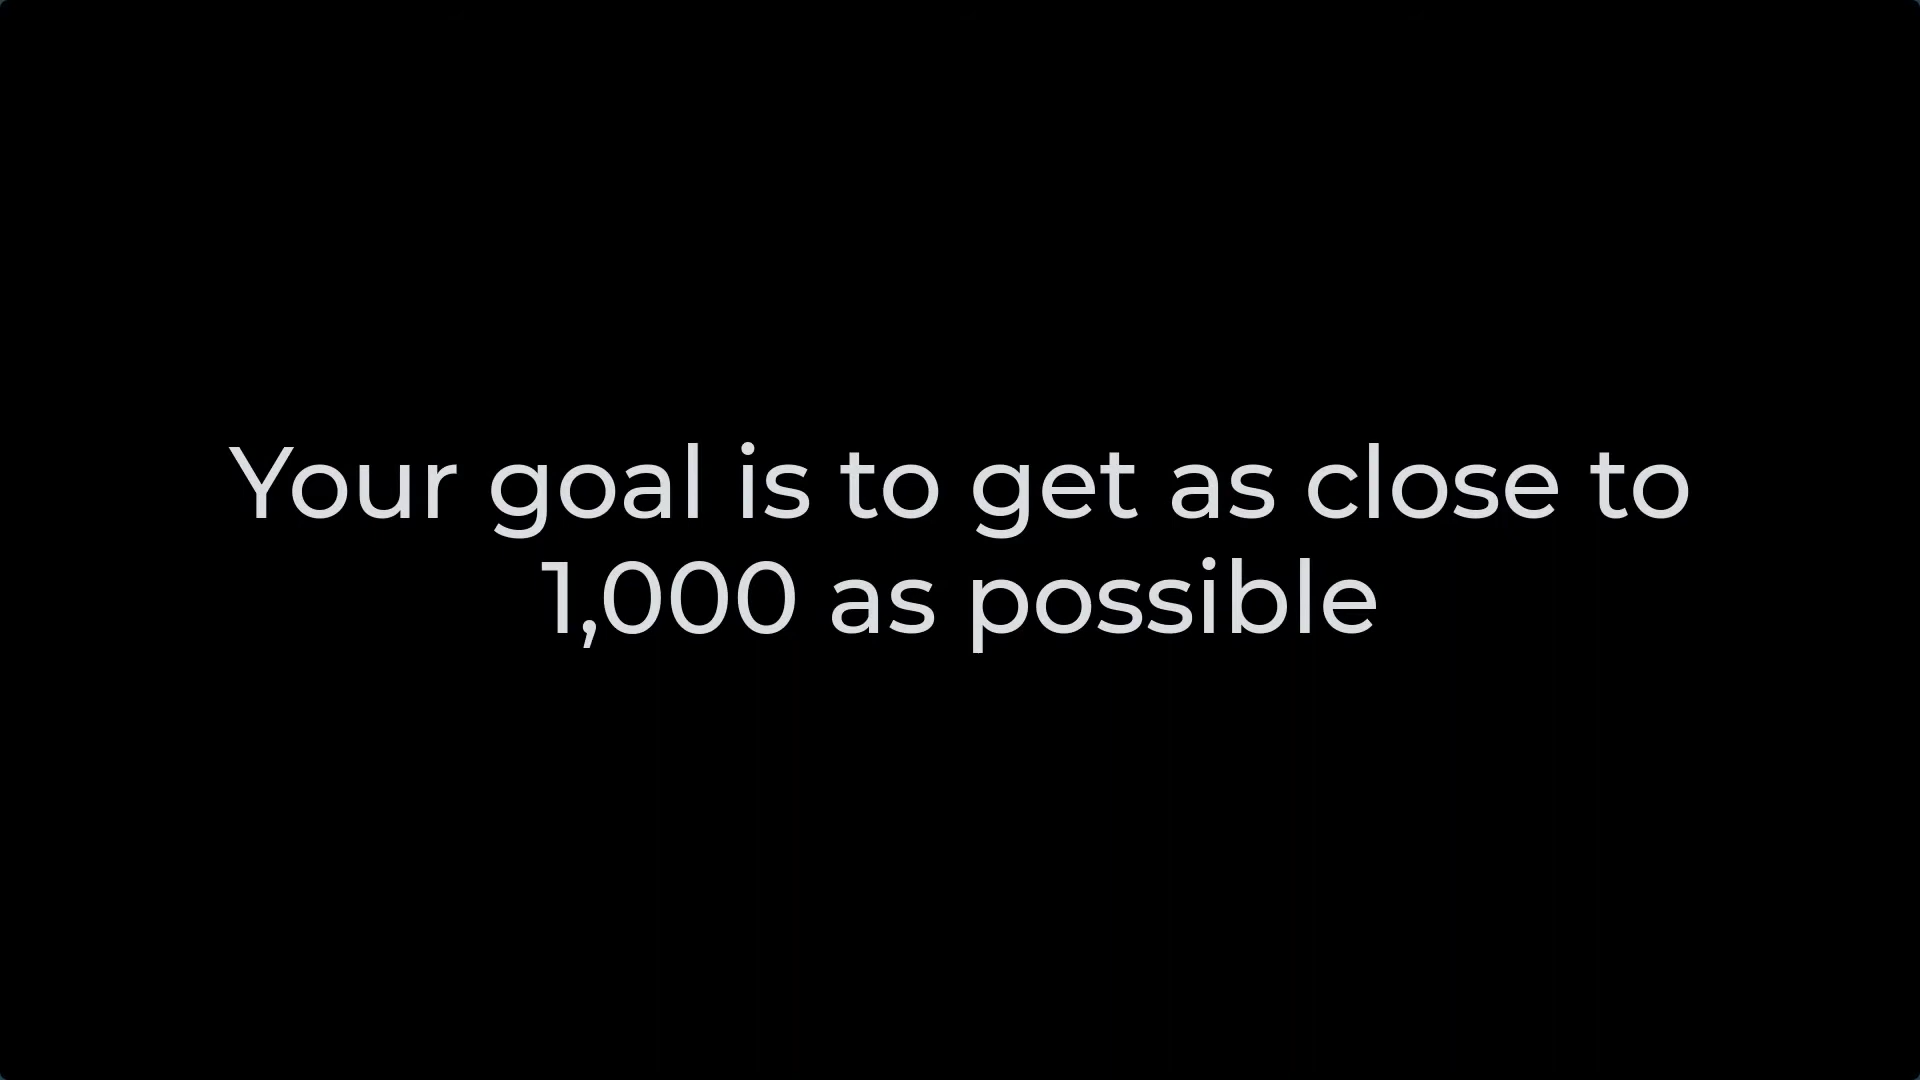 Your goal is to get as close to
1,000 as possible